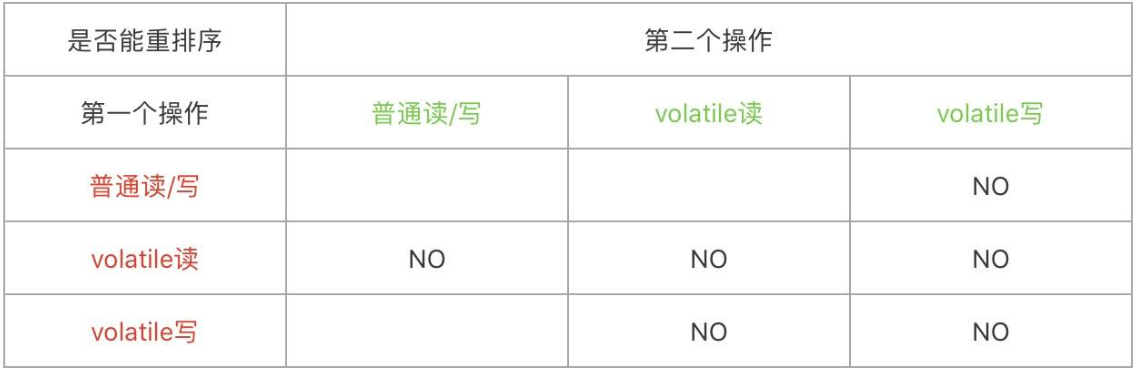 是否能重排序 第二个操作
第一个操作 普通读/写 volatile读 volatile写
普通读/写 NO
volatile读 NO NO NO
volatile写 NO NO